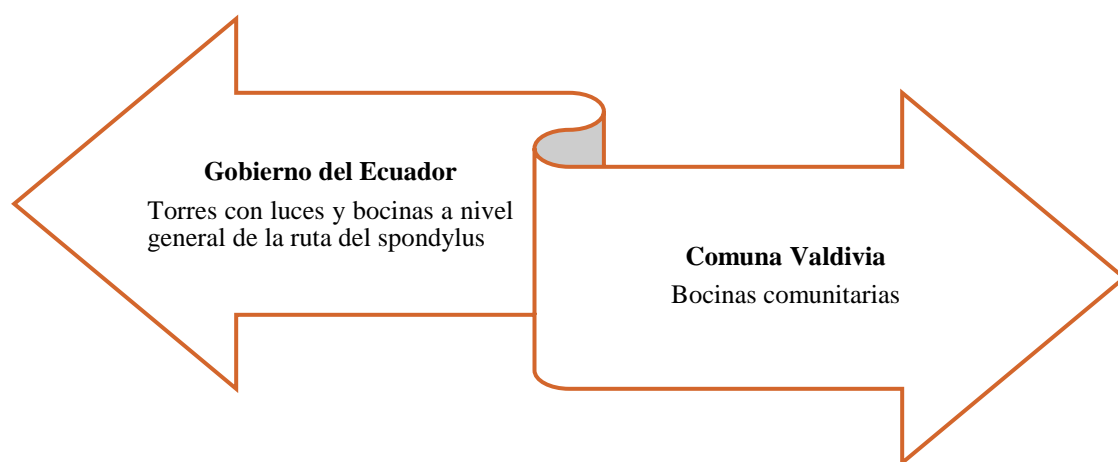 Gobierno del Ecuador
Torres con luces y bocinas a nivel
general de la ruta del spondylus
Comuna Valdivia
Bocinas comunitarias